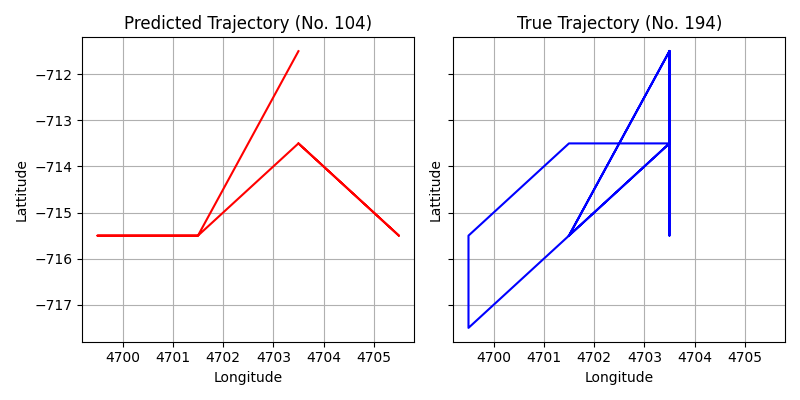 Predicted Trajectory (No. 104)
True Trajectory (No. 194)
Lattitude
−712
−713
−714
−715
−716
−717
4700 4701 4702 4703 4704 4705
Longitude
Lattitude
4700 4701 4702 4703 4704 4705
Longitude